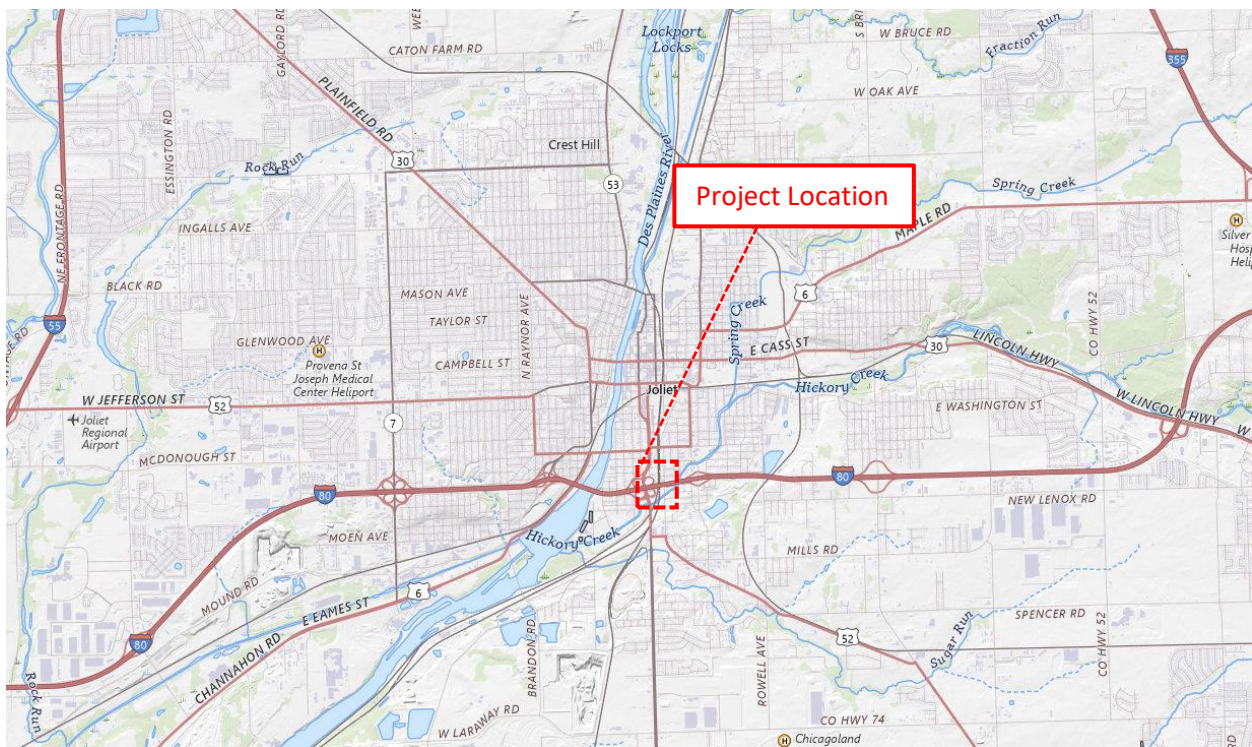 Lockport
Locks
CATON FARM RD
GAYLORD RD
W BRUCE RD
Fraction Run
355
W OAK AVE
ESSINGTON RD
PLAINFIELD RD
30
Crest Hill
Rock Run
53
Des Plaines River
Project Location
Spring Creek
MAPLE RD
NE FRONTAGE RD
INGALLS AVE
H
Silver
Hosp
Heli
BLACK RD
MASON AVE
6
55
TAYLOR ST
N RAYNOR AVE
Spring Creek
CO HWY 52
GLENWOOD AVE
H
Provena St
Joseph Medical
Center Heliport
CAMPBELL ST
E CASS ST
30
LINCOLN HWY
Joliet
Hickory Creek
W LINCOLN HWY
W JEFFERSON ST
52
E WASHINGTON ST
W
Joliet
Regional
Airport
7
MCDONOUGH ST
80
80
NEW LENOX RD
MOEN AVE
Hickory Creek
MILLS RD
MOUND RD
E EAMES ST
6
SPENCER RD
80
CHANNAHON RD
BRANDON RD
ROWELL AVE
52
Sugar Run
CO HWY 52
Rock Run
W LARAWAY RD
CO HWY 74
H
Chicagoland